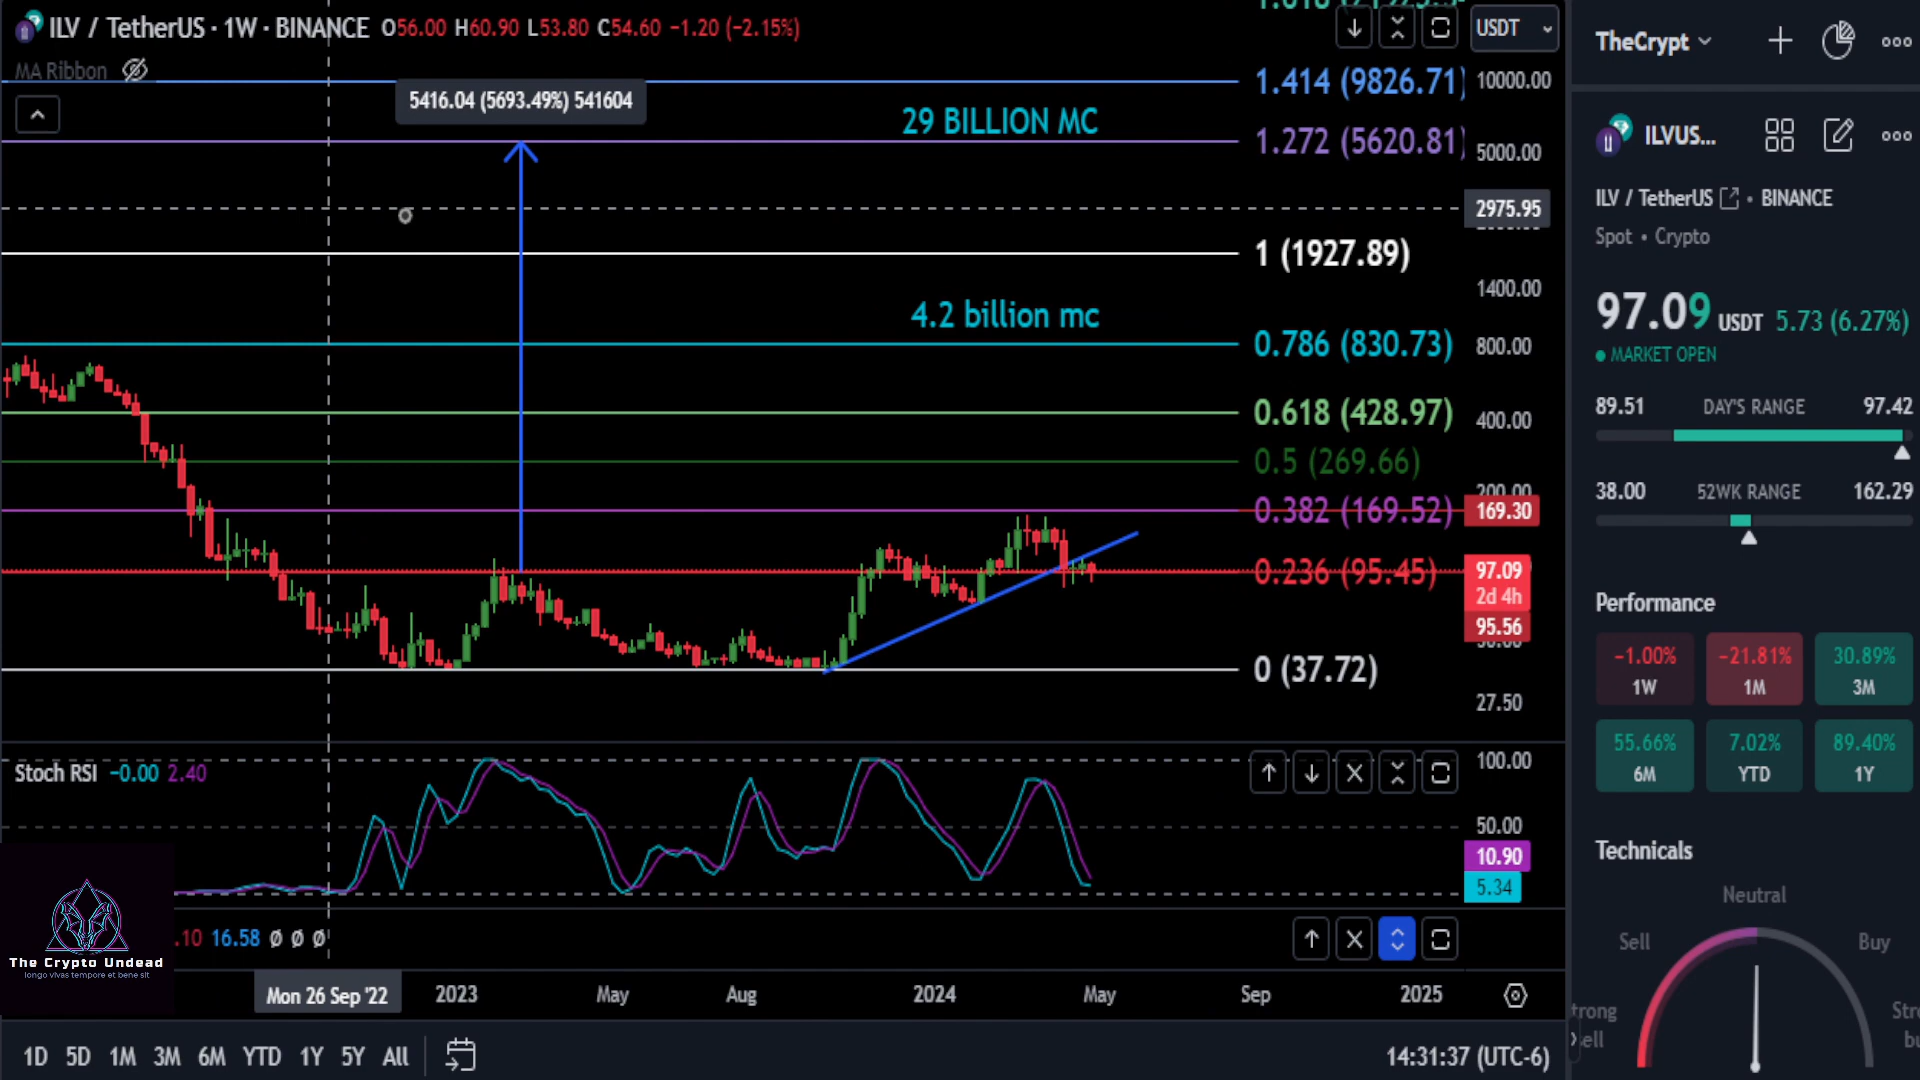 ILV / TetherUS · 1W · BINANCE O56.00 H60.90 L53.80 C54.60 −1.20 (−2.15%)
MA Ribbon
USDT
TheCrypt
1.414 (9826.71)
10000.00
5416.04 (5693.49%) 541604
29 BILLION MC
1.272 (5620.81)
5000.00
ILVUS...
ILV / TetherUS · BINANCE
Spot • Crypto
2975.95
1 (1927.89)
1400.00
4.2 billion mc
0.786 (830.73)
800.00
97.09 USDT 5.73 (6.27%)
MARKET OPEN
89.51 DAY'S RANGE 97.42
0.618 (428.97)
400.00
0.5 (269.66)
38.00 52WK RANGE 162.29
200.00
0.382 (169.52)
169.30
0.236 (95.45)
97.09
2d 4h
95.56
Performance
−1.00% −21.81% 30.89%
1W 1M 3M
0 (37.72)
27.50
55.66% 7.02% 89.40%
6M YTD 1Y
Stoch RSI −0.00 2.40
100.00
50.00
10.90
5.34
Technicals
Neutral
Sell Buy
.10 16.58 Ø Ø Ø
The Crypto Undead
longo vivas tempore et bene sit
Mon 26 Sep '22 2023 May Aug 2024 May Sep 2025
1D 5D 1M 3M 6M YTD 1Y 5Y All
14:31:37 (UTC-6)